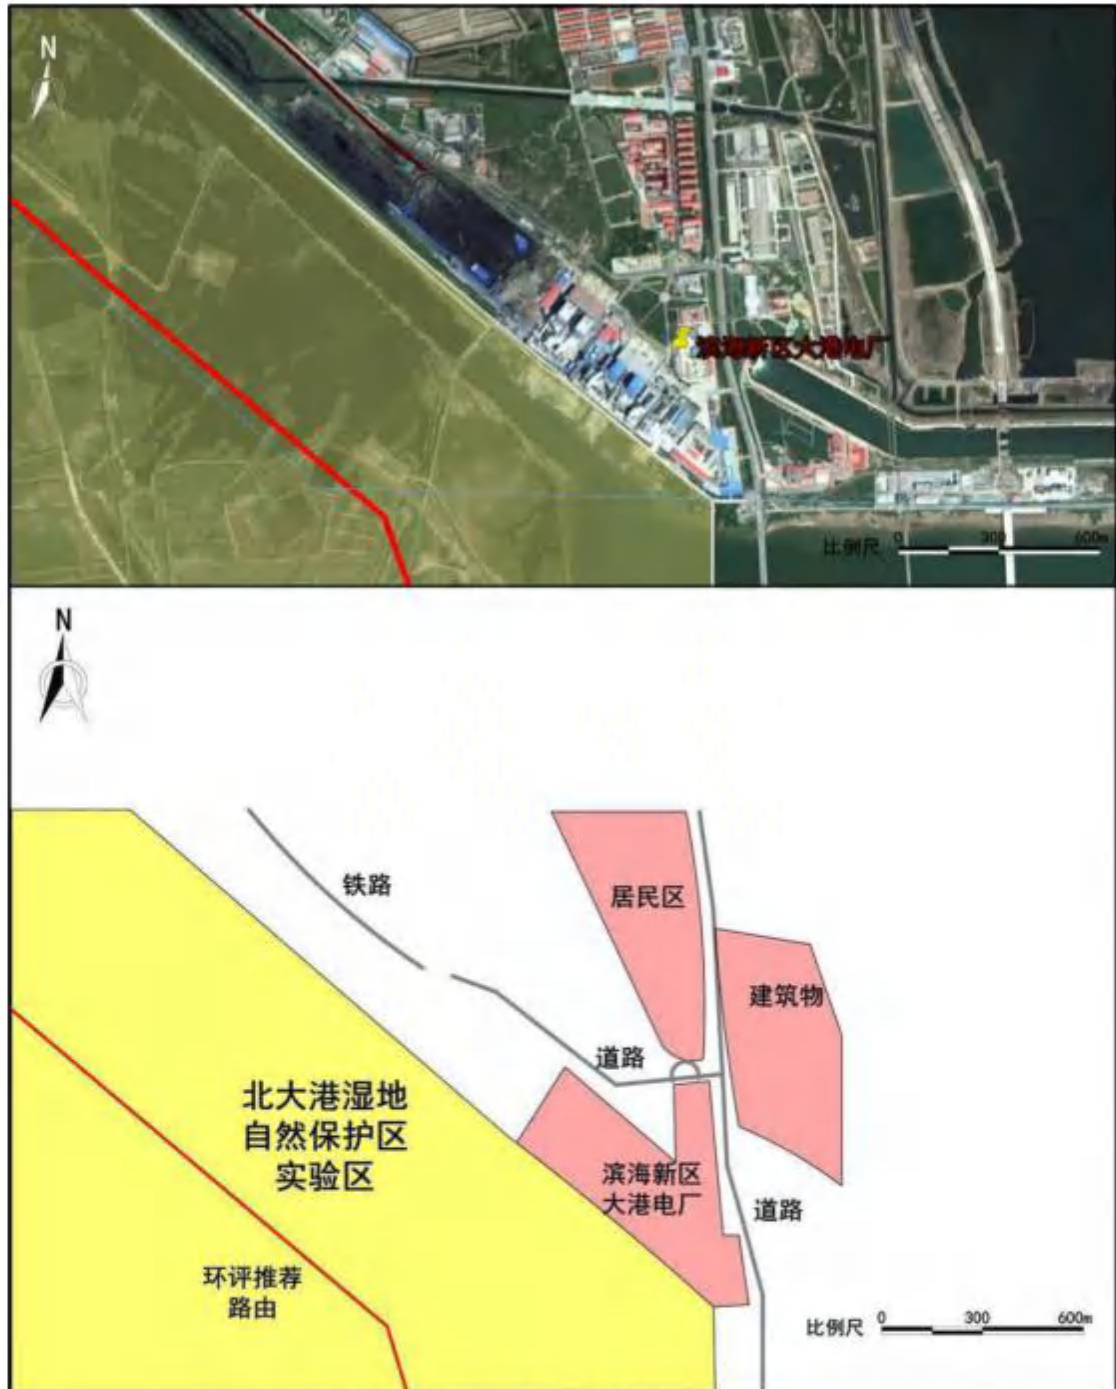 N
滨海新区大港电厂
比例尺 0 300 600m
N
铁路
居民区
建筑物
道路
北大港湿地
自然保护区
实验区
滨海新区
大港电厂
道路
环评推荐
路由
比例尺 0 300 600m